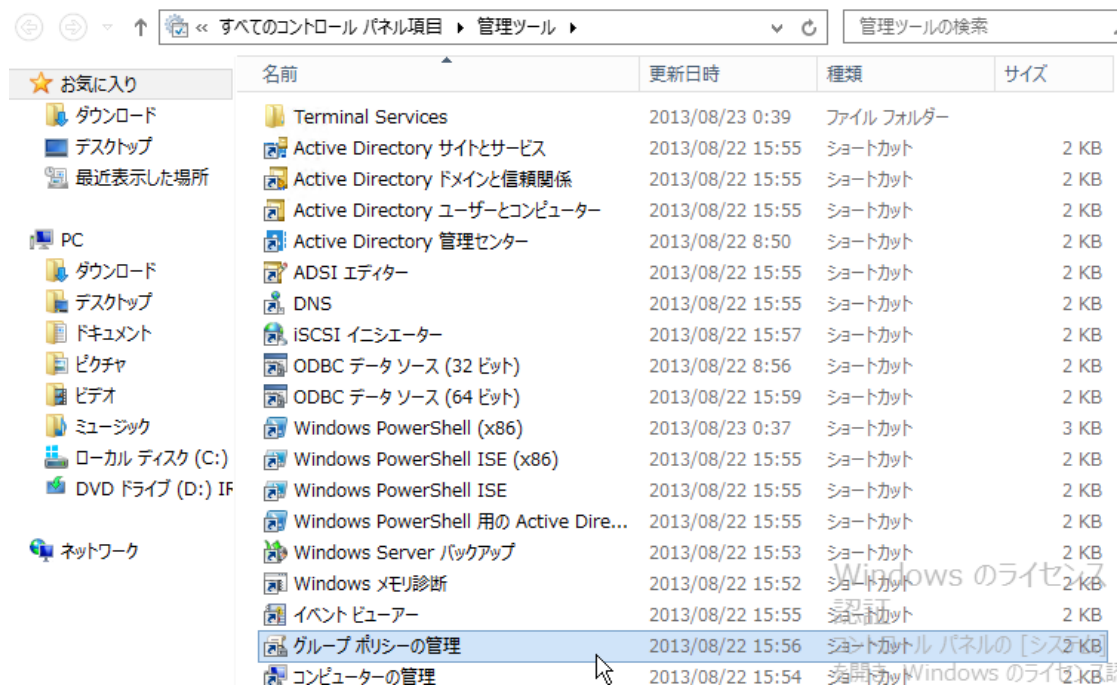 « すべてのコントロール パネル項目 ▸ 管理ツール ▸ 管理ツールの検索
お気に入り
ダウンロード
デスクトップ
最近表示した場所
PC
ダウンロード
デスクトップ
ドキュメント
ピクチャ
ビデオ
ミュージック
ローカル ディスク (C:)
DVD ドライブ (D:) IR
ネットワーク
名前 更新日時 種類 サイズ
Terminal Services 2013/08/23 0:39 ファイル フォルダー
Active Directory サイトとサービス 2013/08/22 15:55 ショートカット 2 KB
Active Directory ドメインと信頼関係 2013/08/22 15:55 ショートカット 2 KB
Active Directory ユーザーとコンピューター 2013/08/22 15:55 ショートカット 2 KB
Active Directory 管理センター 2013/08/22 8:50 ショートカット 2 KB
ADSI エディター 2013/08/22 15:55 ショートカット 2 KB
DNS 2013/08/22 15:55 ショートカット 2 KB
iSCSI イニシエーター 2013/08/22 15:57 ショートカット 2 KB
ODBC データ ソース (32 ビット) 2013/08/22 8:56 ショートカット 2 KB
ODBC データ ソース (64 ビット) 2013/08/22 15:59 ショートカット 2 KB
Windows PowerShell (x86) 2013/08/23 0:37 ショートカット 3 KB
Windows PowerShell ISE (x86) 2013/08/22 15:55 ショートカット 2 KB
Windows PowerShell ISE 2013/08/22 15:55 ショートカット 2 KB
Windows PowerShell 用の Active Dire... 2013/08/22 15:55 ショートカット 2 KB
Windows Server バックアップ 2013/08/22 15:53 ショートカット 2 KB
Windows メモリ診断 2013/08/22 15:52 ショートカット 2 KB
イベント ビューアー 2013/08/22 15:55 ショートカット 2 KB
グループ ポリシーの管理 2013/08/22 15:56 ショートカット 2 KB
コンピューターの管理 2013/08/22 15:54 ショートカット 2 KB
Windows のライセンス
認証
コントロール パネルの [システム]
を開き、Windows のライセンス認